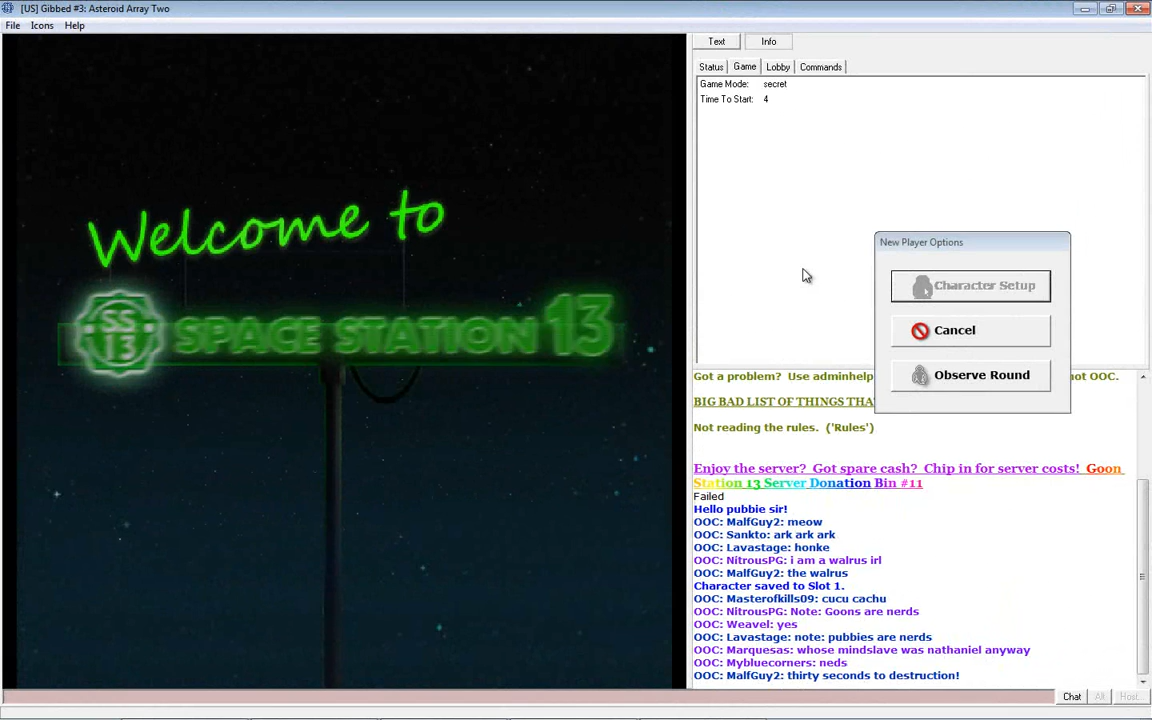 [US] Gibbed #3: Asteroid Array Two
File Icons Help
Text Info
Status Game Lobby Commands
Game Mode: secret
Time To Start: 4
Welcome to
SS
13
SPACE STATION 13
New Player Options
Character Setup
Cancel
Observe Round
Got a problem? Use adminhelp
not OOC.
BIG BAD LIST OF THINGS THA
Not reading the rules. ('Rules')
Enjoy the server? Got spare cash? Chip in for server costs! Goon
Station 13 Server Donation Bin #11
Failed
Hello pubbie sir!
OOC: MalfGuy2: meow
OOC: Sankto: ark ark ark
OOC: Lavastage: honke
OOC: NitrousPG: i am a walrus irl
OOC: MalfGuy2: the walrus
Character saved to Slot 1.
OOC: Masterofkills09: cucu cachu
OOC: NitrousPG: Note: Goons are nerds
OOC: Weavel: yes
OOC: Lavastage: note: pubbies are nerds
OOC: Marquesas: whose mindslave was nathaniel anyway
OOC: Mybluecorners: neds
OOC: MalfGuy2: thirty seconds to destruction!
Chat Alt Host...